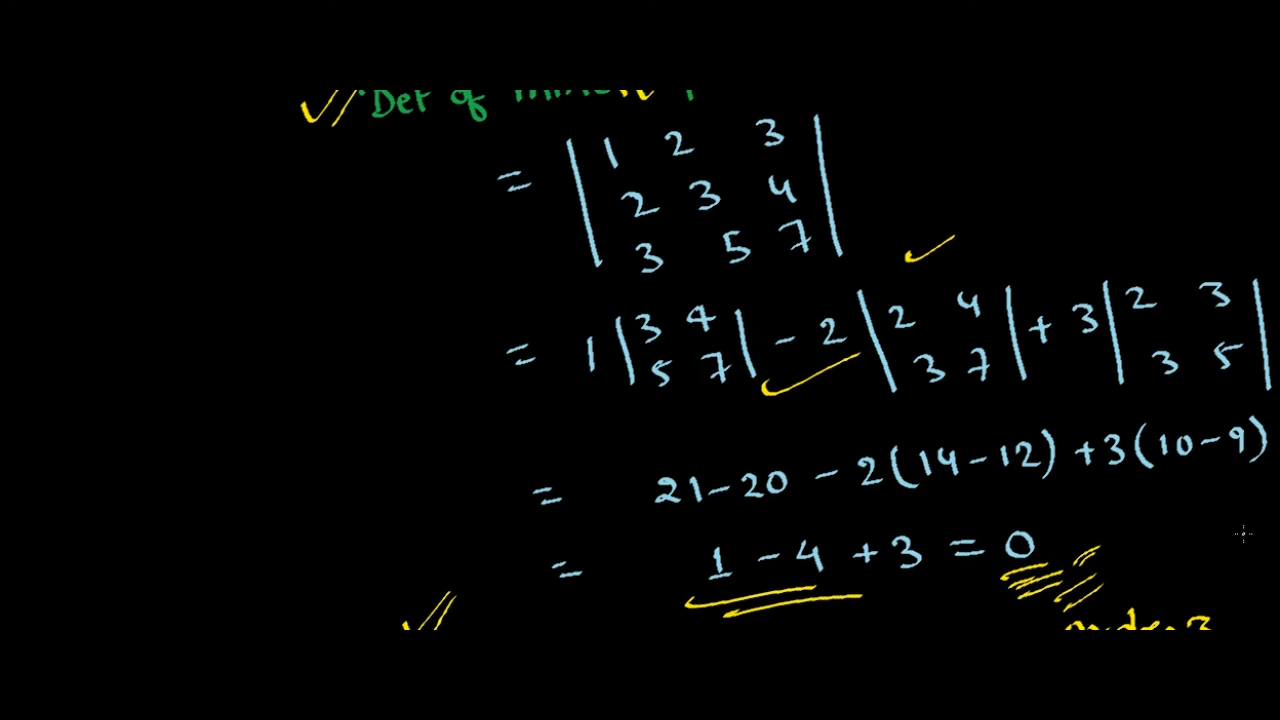 Det of
= | 1 2 3 |
2 3 4
3 5 7
= 1 | 3 4 | - 2 | 2 4 | + 3 | 2 3 |
5 7 3 7 3 5
= 21-20 - 2(14-12) +3(10-9)
= 1 - 4 + 3 = 0